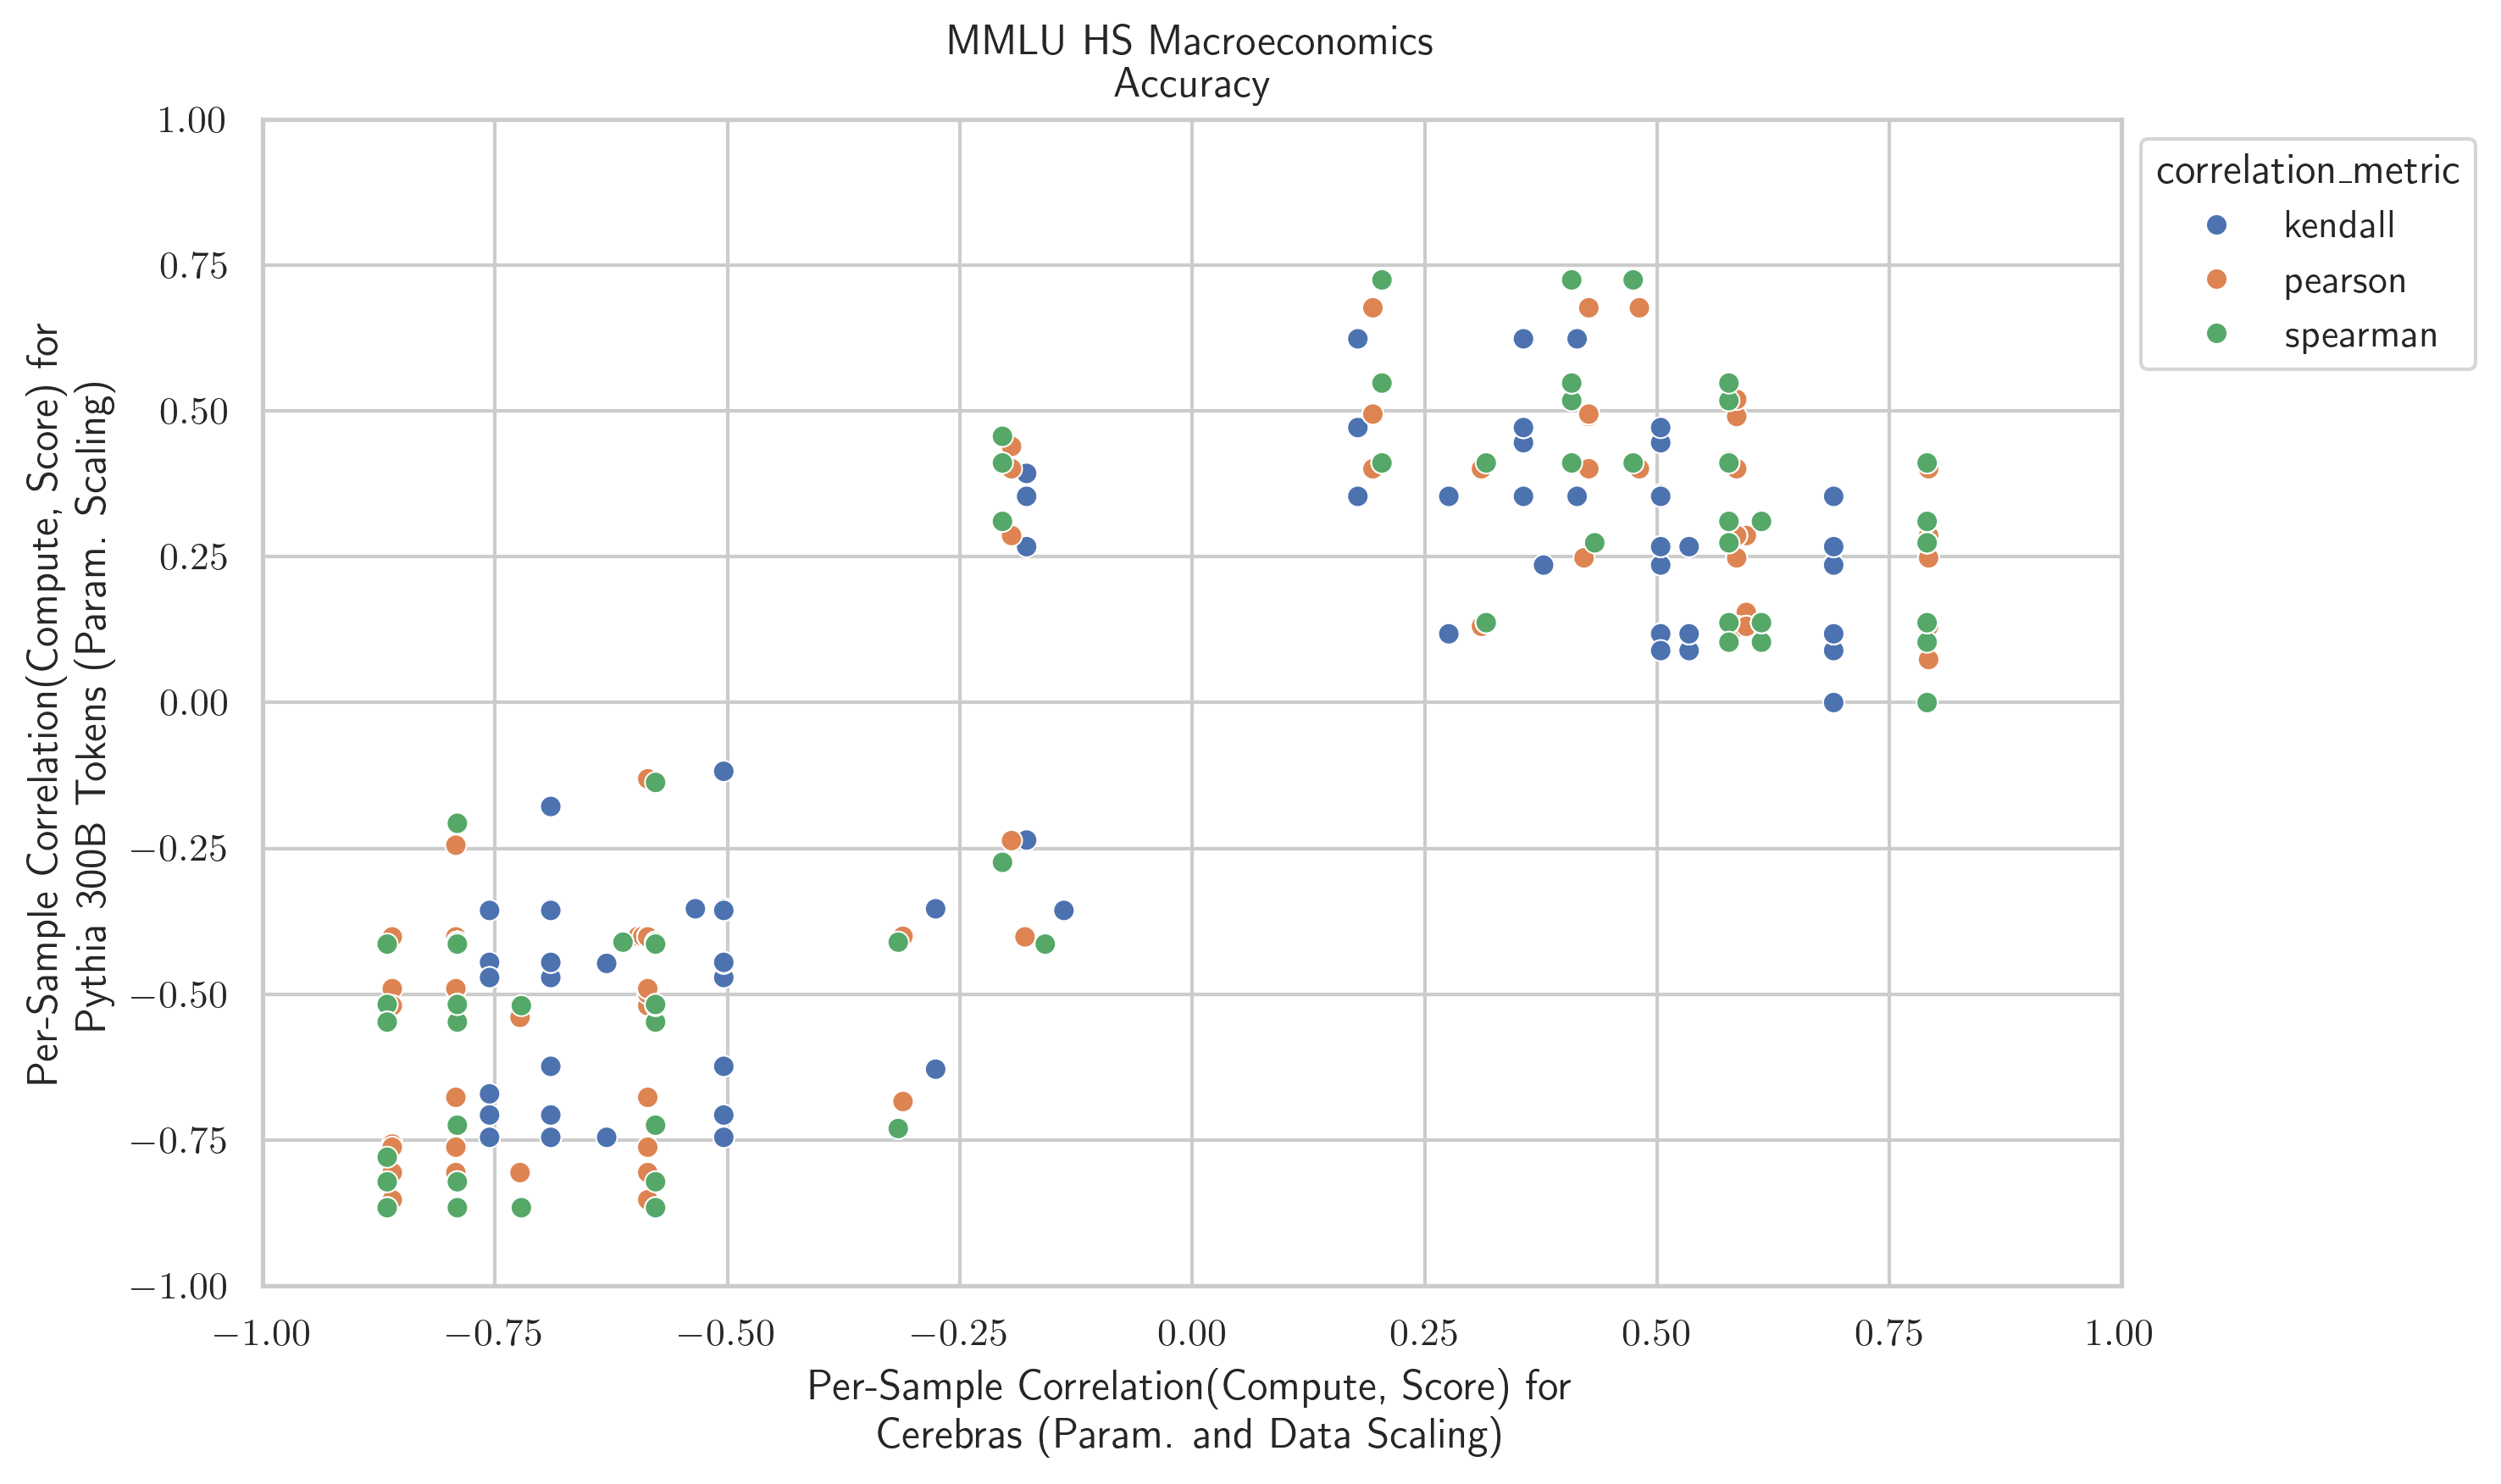 MMLU HS Macroeconomics
Accuracy
Per-Sample Correlation(Compute, Score) for
Pythia 300B Tokens (Param. Scaling)
1.00
0.75
0.50
0.25
0.00
−0.25
−0.50
−0.75
−1.00
−1.00 −0.75 −0.50 −0.25 0.00 0.25 0.50 0.75 1.00
Per-Sample Correlation(Compute, Score) for
Cerebras (Param. and Data Scaling)
correlation_metric
kendall
pearson
spearman